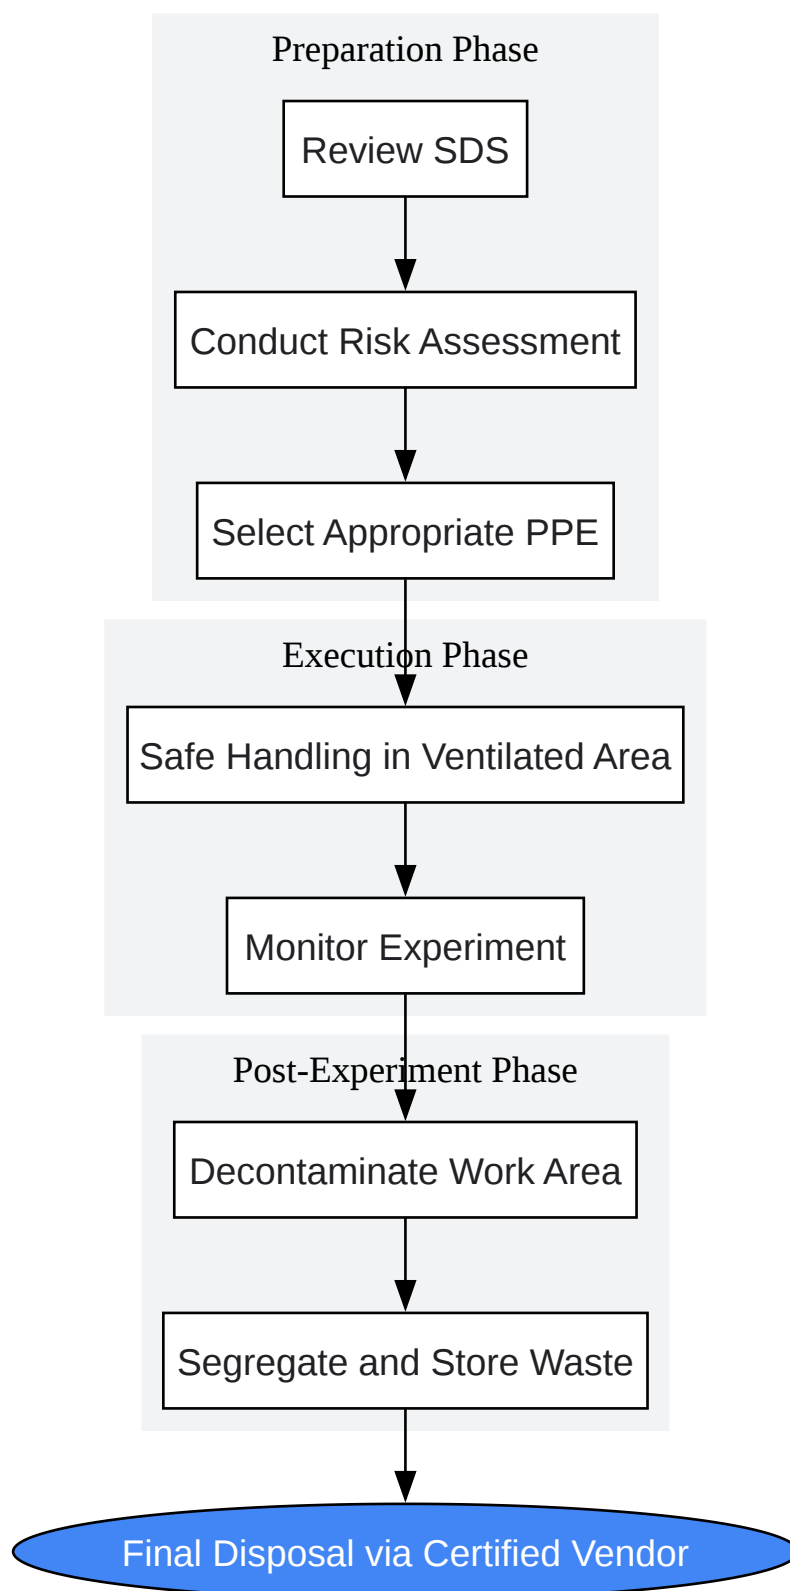 Preparation Phase
Review SDS
Conduct Risk Assessment
Select Appropriate PPE
Execution Phase
Safe Handling in Ventilated Area
Monitor Experiment
Post-Experiment Phase
Decontaminate Work Area
Segregate and Store Waste
Final Disposal via Certified Vendor